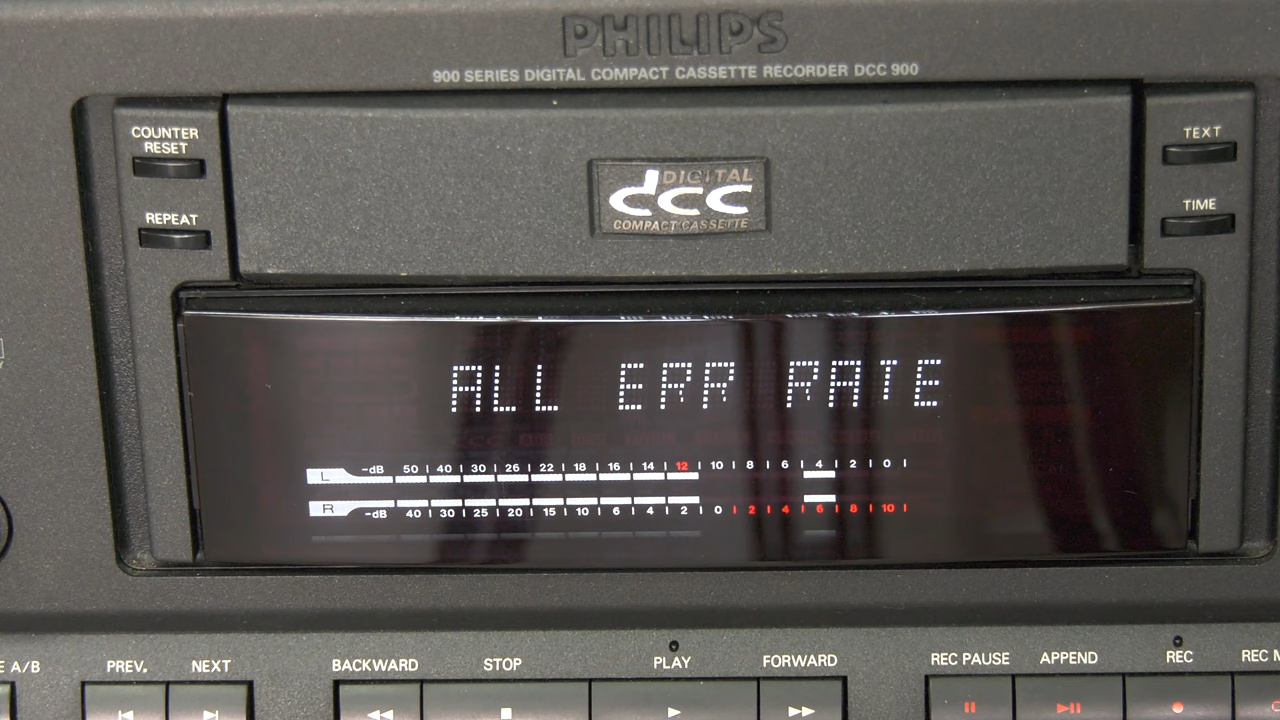 PHILIPS
900 SERIES DIGITAL COMPACT CASSETTE RECORDER DCC 900
COUNTER
RESET
REPEAT
DIGITAL
dcc
COMPACT CASSETTE
TEXT
TIME
ALL ERR RATE
L -dB 50 40 30 26 22 18 16 14 12 10 8 6 4 2 0
R -dB 40 30 25 20 15 10 6 4 2 0 2 4 6 8 10
A/B PREV. NEXT BACKWARD STOP PLAY FORWARD REC PAUSE APPEND REC REC